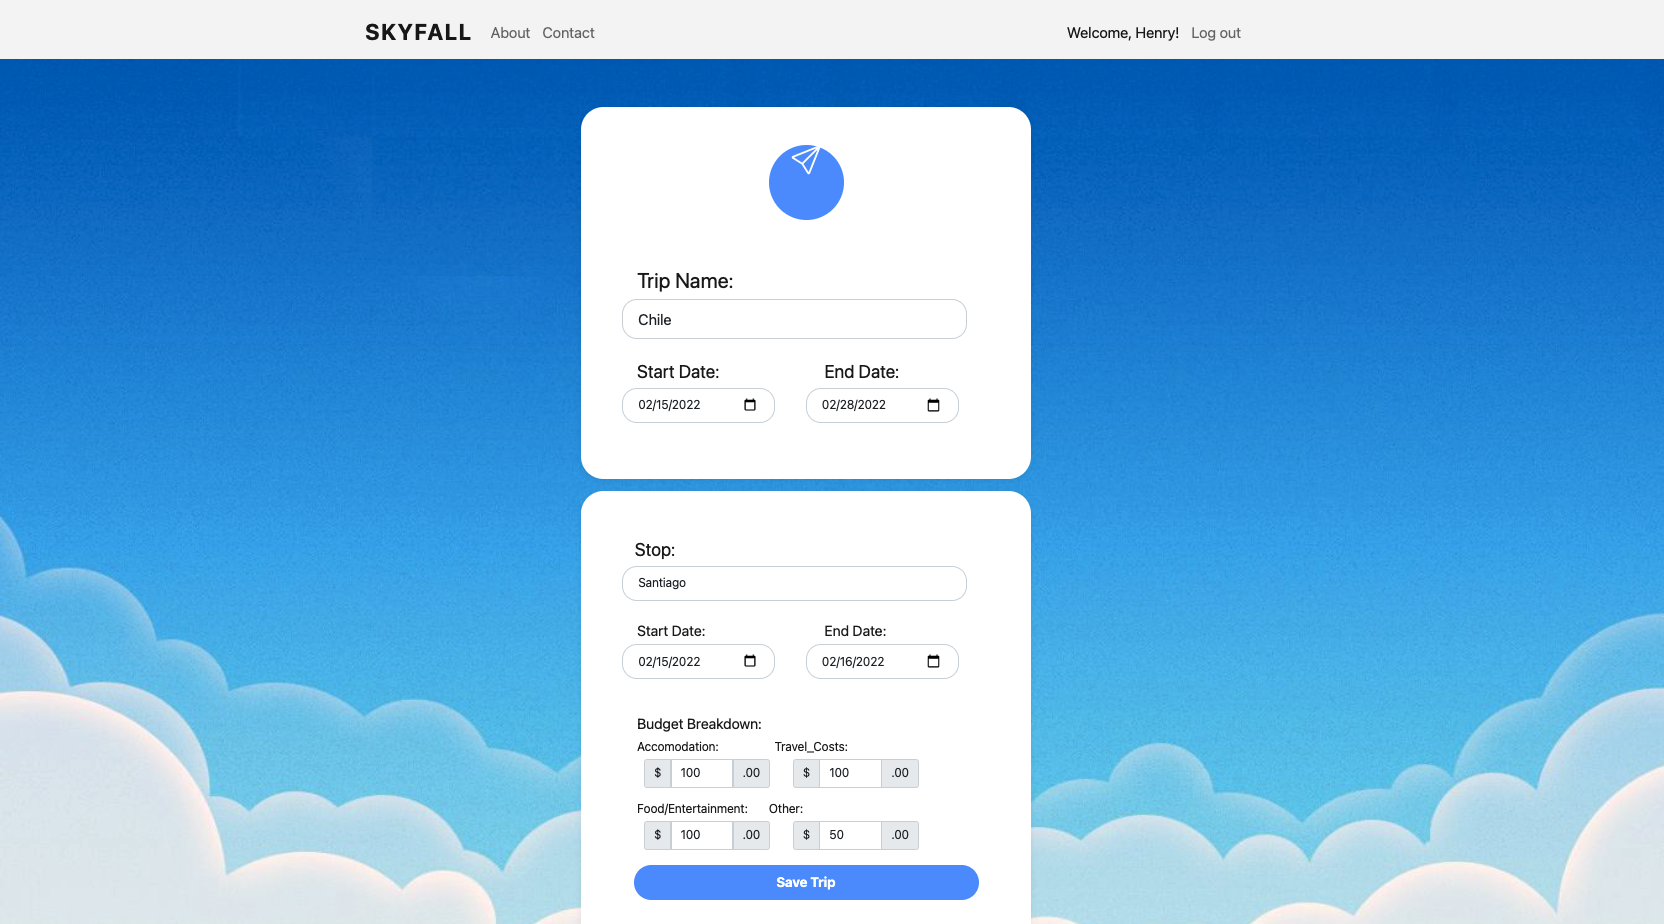 SKYFALL About Contact Welcome, Henry! Log out
Trip Name:
Chile
Start Date: End Date:
02/15/2022 02/28/2022
Stop:
Santiago
Start Date: End Date:
02/15/2022 02/16/2022
Budget Breakdown:
Accomodation: Travel_Costs:
$ 100 .00 $ 100 .00
Food/Entertainment: Other:
$ 100 .00 $ 50 .00
Save Trip